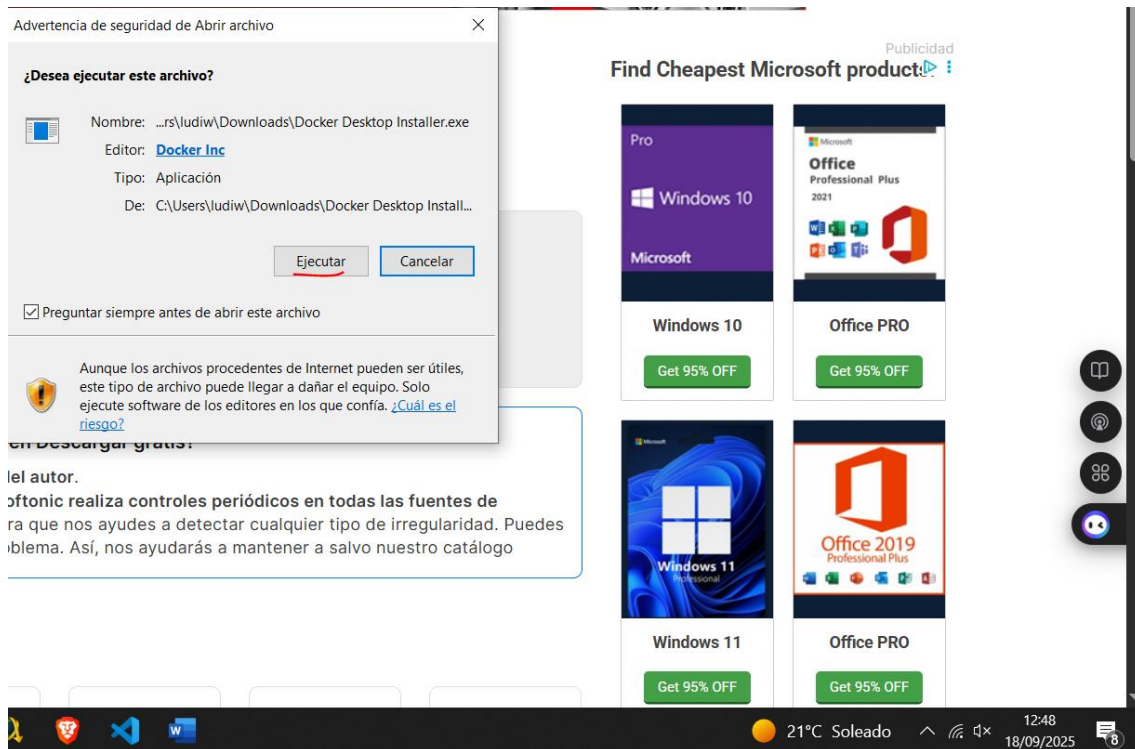 Advertencia de seguridad de Abrir archivo
¿Desea ejecutar este archivo?
Nombre: ...rs\ludiw\Downloads\Docker Desktop Installer.exe
Editor: Docker Inc
Tipo: Aplicación
De: C:\Users\ludiw\Downloads\Docker Desktop Install...
Ejecutar Cancelar
Preguntar siempre antes de abrir este archivo
Aunque los archivos procedentes de Internet pueden ser útiles,
este tipo de archivo puede llegar a dañar el equipo. Solo
ejecute software de los editores en los que confía. ¿Cuál es el
riesgo?
en Descargar gratis?
lel autor.
oftonic realiza controles periódicos en todas las fuentes de
ra que nos ayudes a detectar cualquier tipo de irregularidad. Puedes
oblema. Así, nos ayudarás a mantener a salvo nuestro catálogo
Publicidad
Find Cheapest Microsoft products.
Pro
Windows 10
Microsoft
Windows 10
Get 95% OFF
Microsoft
Office
Professional Plus
2021
Office PRO
Get 95% OFF
Microsoft
Windows 11
Professional
Windows 11
Get 95% OFF
Office 2019
Professional Plus
Office PRO
Get 95% OFF
21°C Soleado
12:48
18/09/2025
8